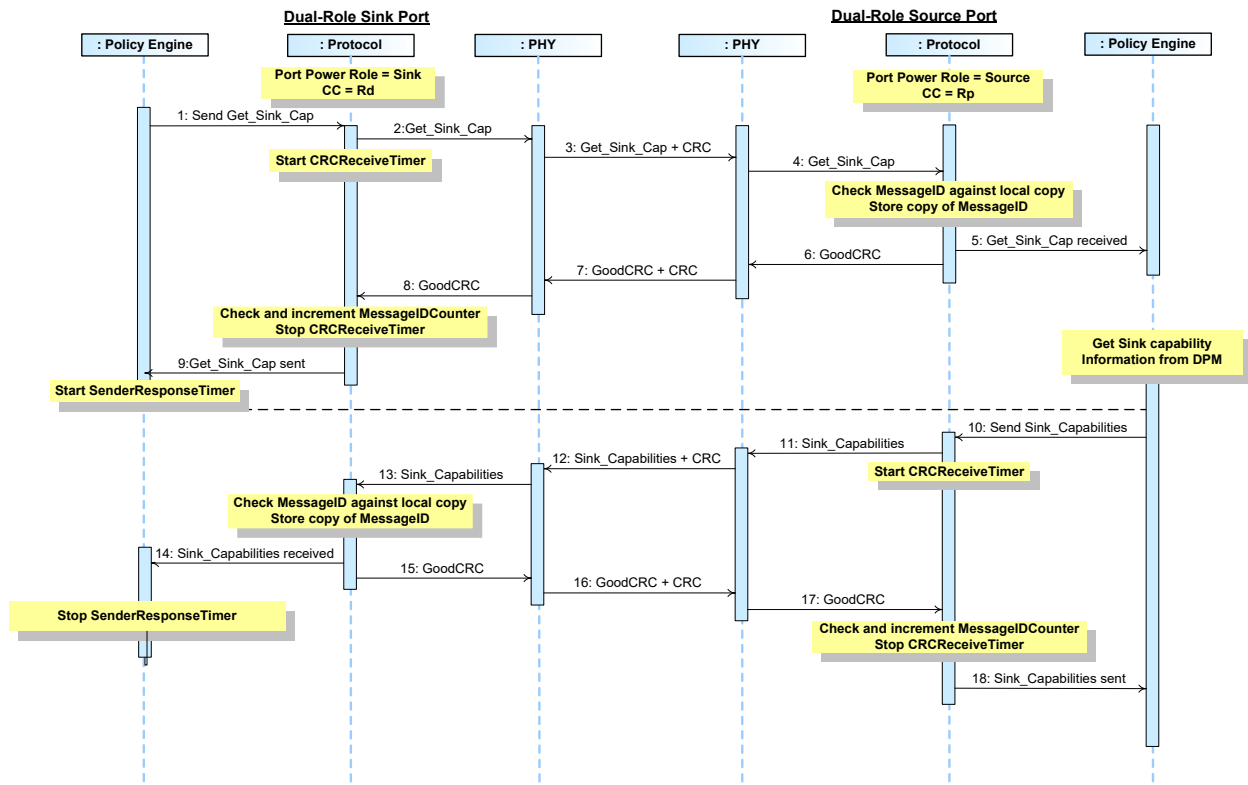 Dual-Role Sink Port
Dual-Role Source Port
: Policy Engine
: Protocol
: PHY
: PHY
: Protocol
: Policy Engine
Port Power Role = Sink
CC = Rd
Port Power Role = Source
CC = Rp
1: Send Get_Sink_Cap
2:Get_Sink_Cap
Start CRCReceiveTimer
3: Get_Sink_Cap + CRC
4: Get_Sink_Cap
Check MessageID against local copy
Store copy of MessageID
5: Get_Sink_Cap received
6: GoodCRC
7: GoodCRC + CRC
8: GoodCRC
Check and increment MessageIDCounter
Stop CRCReceiveTimer
9:Get_Sink_Cap sent
Start SenderResponseTimer
Get Sink capability
Information from DPM
10: Send Sink_Capabilities
11: Sink_Capabilities
Start CRCReceiveTimer
12: Sink_Capabilities + CRC
13: Sink_Capabilities
Check MessageID against local copy
Store copy of MessageID
14: Sink_Capabilities received
15: GoodCRC
16: GoodCRC + CRC
17: GoodCRC
Stop SenderResponseTimer
Check and increment MessageIDCounter
Stop CRCReceiveTimer
18: Sink_Capabilities sent